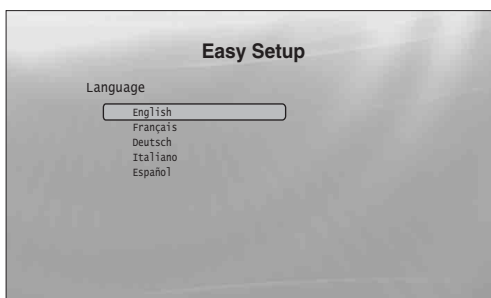 Easy Setup
Language
English
Français
Deutsch
Italiano
Español